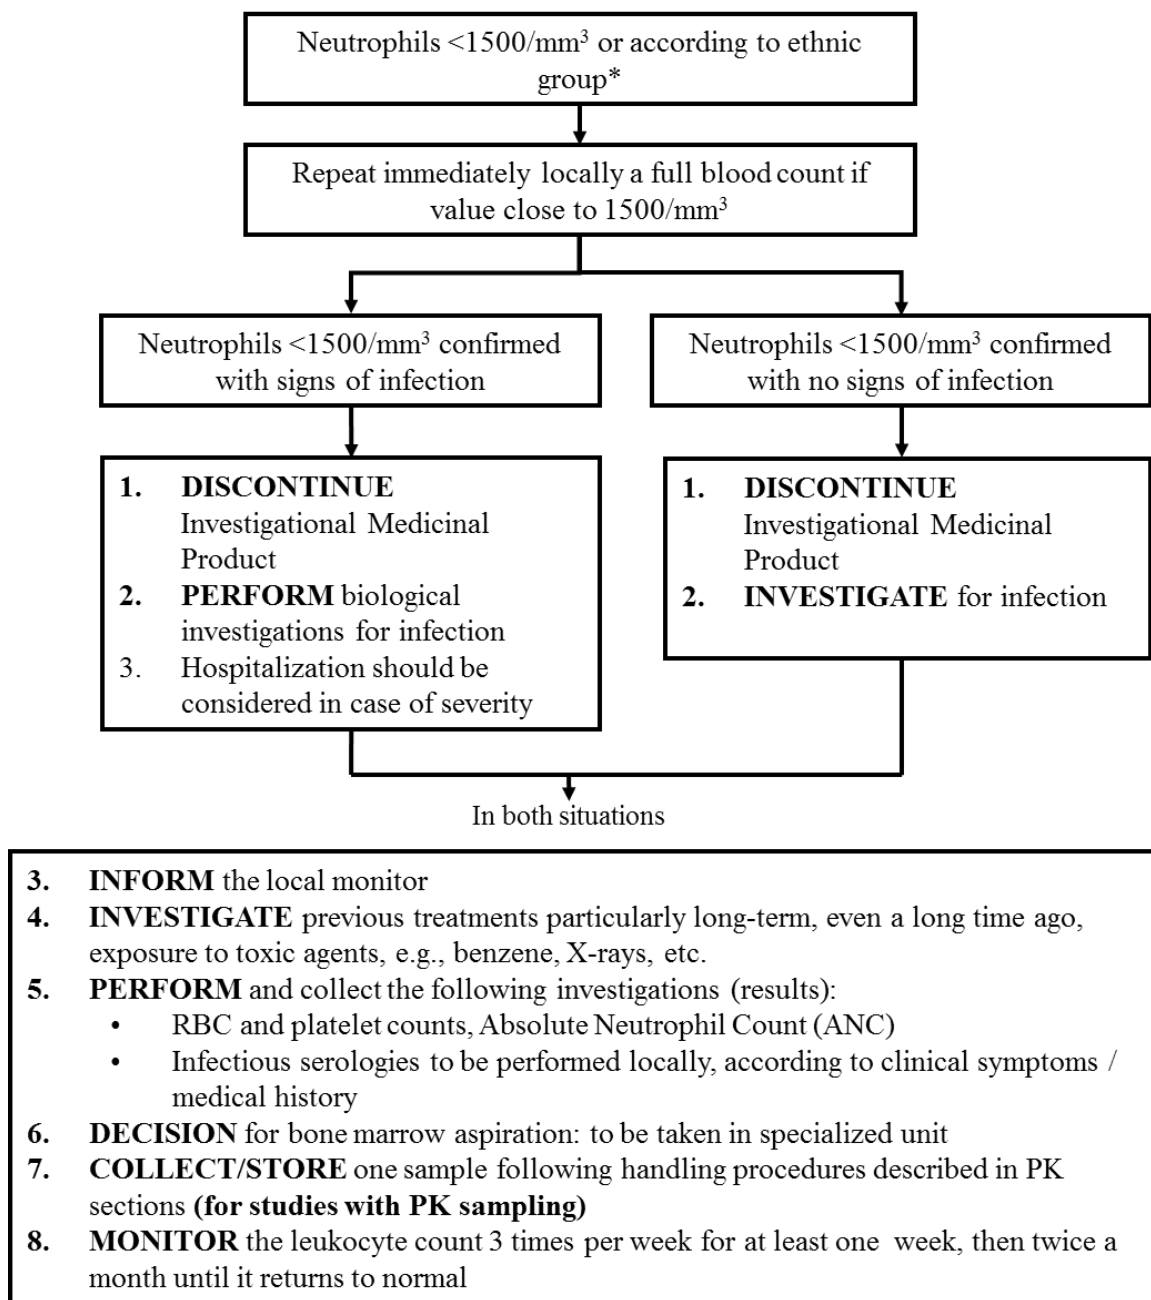 Neutrophils <1500/mm³ or according to ethnic
group*
Repeat immediately locally a full blood count if
value close to 1500/mm³
Neutrophils <1500/mm³ confirmed
with signs of infection
Neutrophils <1500/mm³ confirmed
with no signs of infection
1. DISCONTINUE
Investigational Medicinal
Product
2. PERFORM biological
investigations for infection
3. Hospitalization should be
considered in case of severity
1. DISCONTINUE
Investigational Medicinal
Product
2. INVESTIGATE for infection
In both situations
3. INFORM the local monitor
4. INVESTIGATE previous treatments particularly long-term, even a long time ago,
exposure to toxic agents, e.g., benzene, X-rays, etc.
5. PERFORM and collect the following investigations (results):
• RBC and platelet counts, Absolute Neutrophil Count (ANC)
• Infectious serologies to be performed locally, according to clinical symptoms /
medical history
6. DECISION for bone marrow aspiration: to be taken in specialized unit
7. COLLECT/STORE one sample following handling procedures described in PK
sections (for studies with PK sampling)
8. MONITOR the leukocyte count 3 times per week for at least one week, then twice a
month until it returns to normal